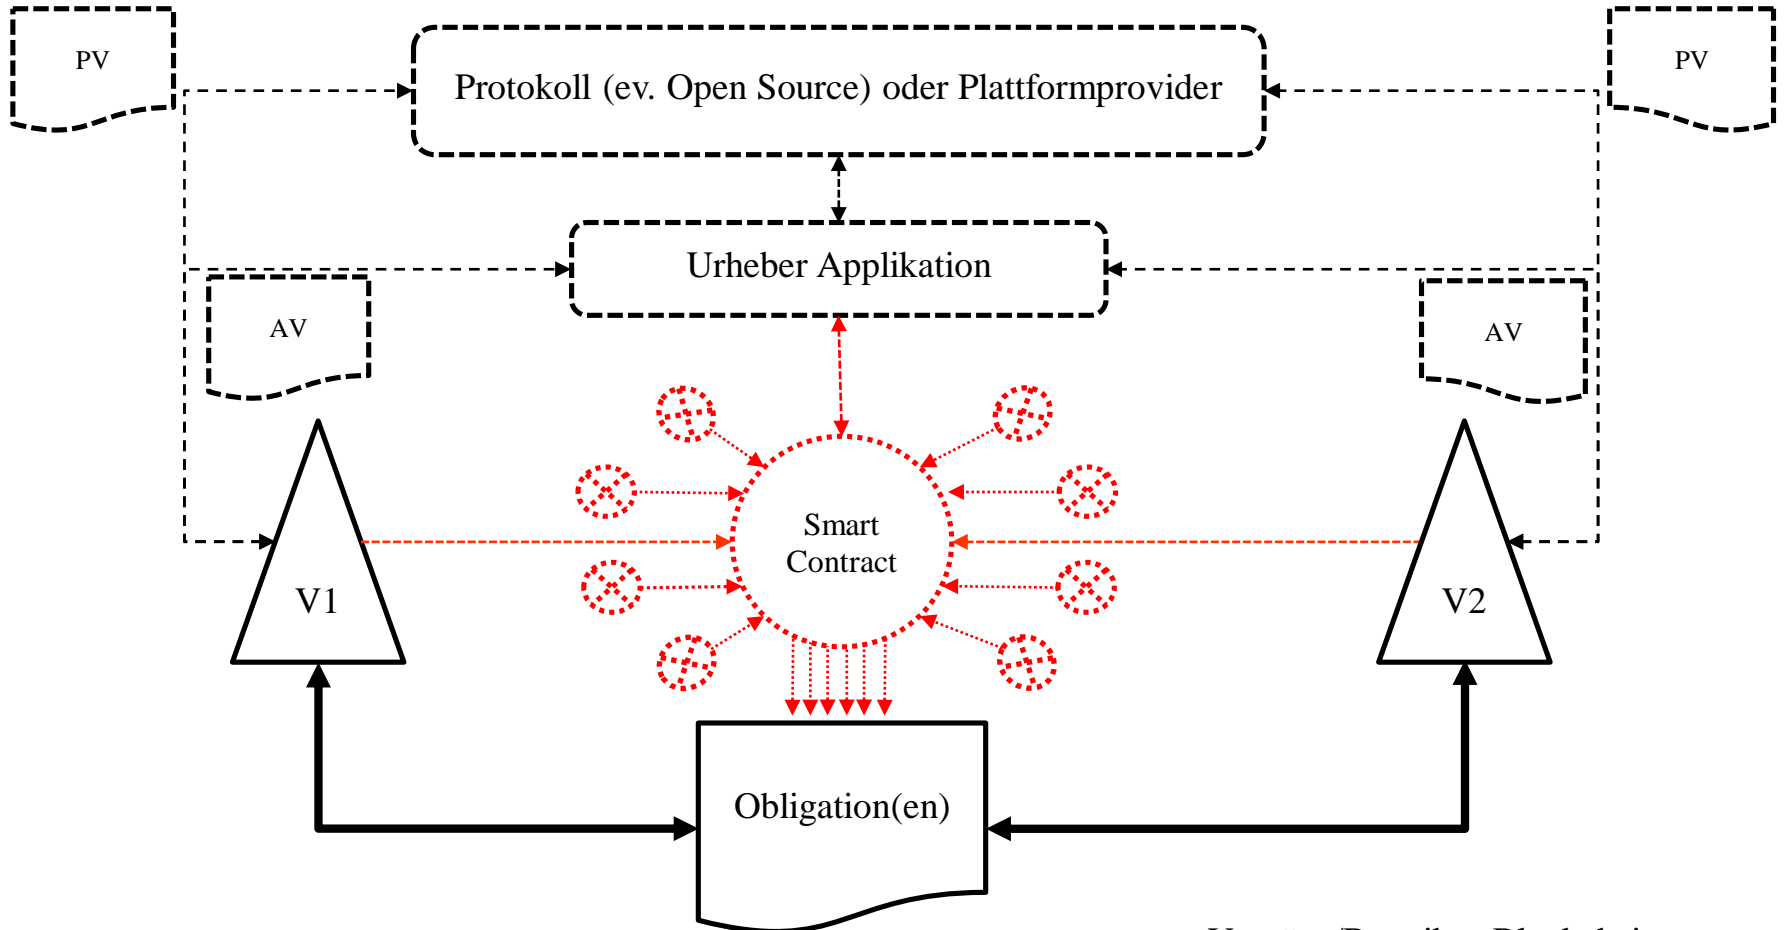 PV
Protokoll (ev. Open Source) oder Plattformprovider
PV
Urheber Applikation
AV
AV
Smart
Contract
V1
V2
Obligation(en)